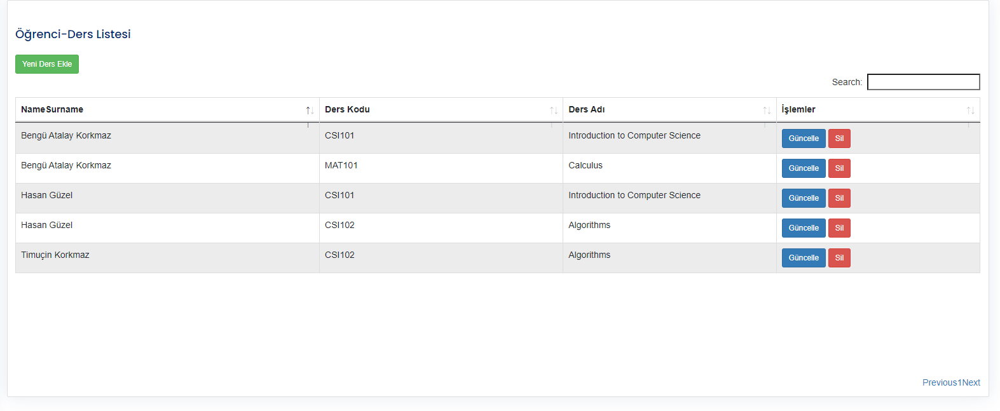 Öğrenci-Ders Listesi
Yeni Ders Ekle
Search:
NameSurname Ders Kodu Ders Adı İşlemler
Bengü Atalay Korkmaz CSI101 Introduction to Computer Science Güncelle Sil
Bengü Atalay Korkmaz MAT101 Calculus Güncelle Sil
Hasan Güzel CSI101 Introduction to Computer Science Güncelle Sil
Hasan Güzel CSI102 Algorithms Güncelle Sil
Timuçin Korkmaz CSI102 Algorithms Güncelle Sil
Previous1Next